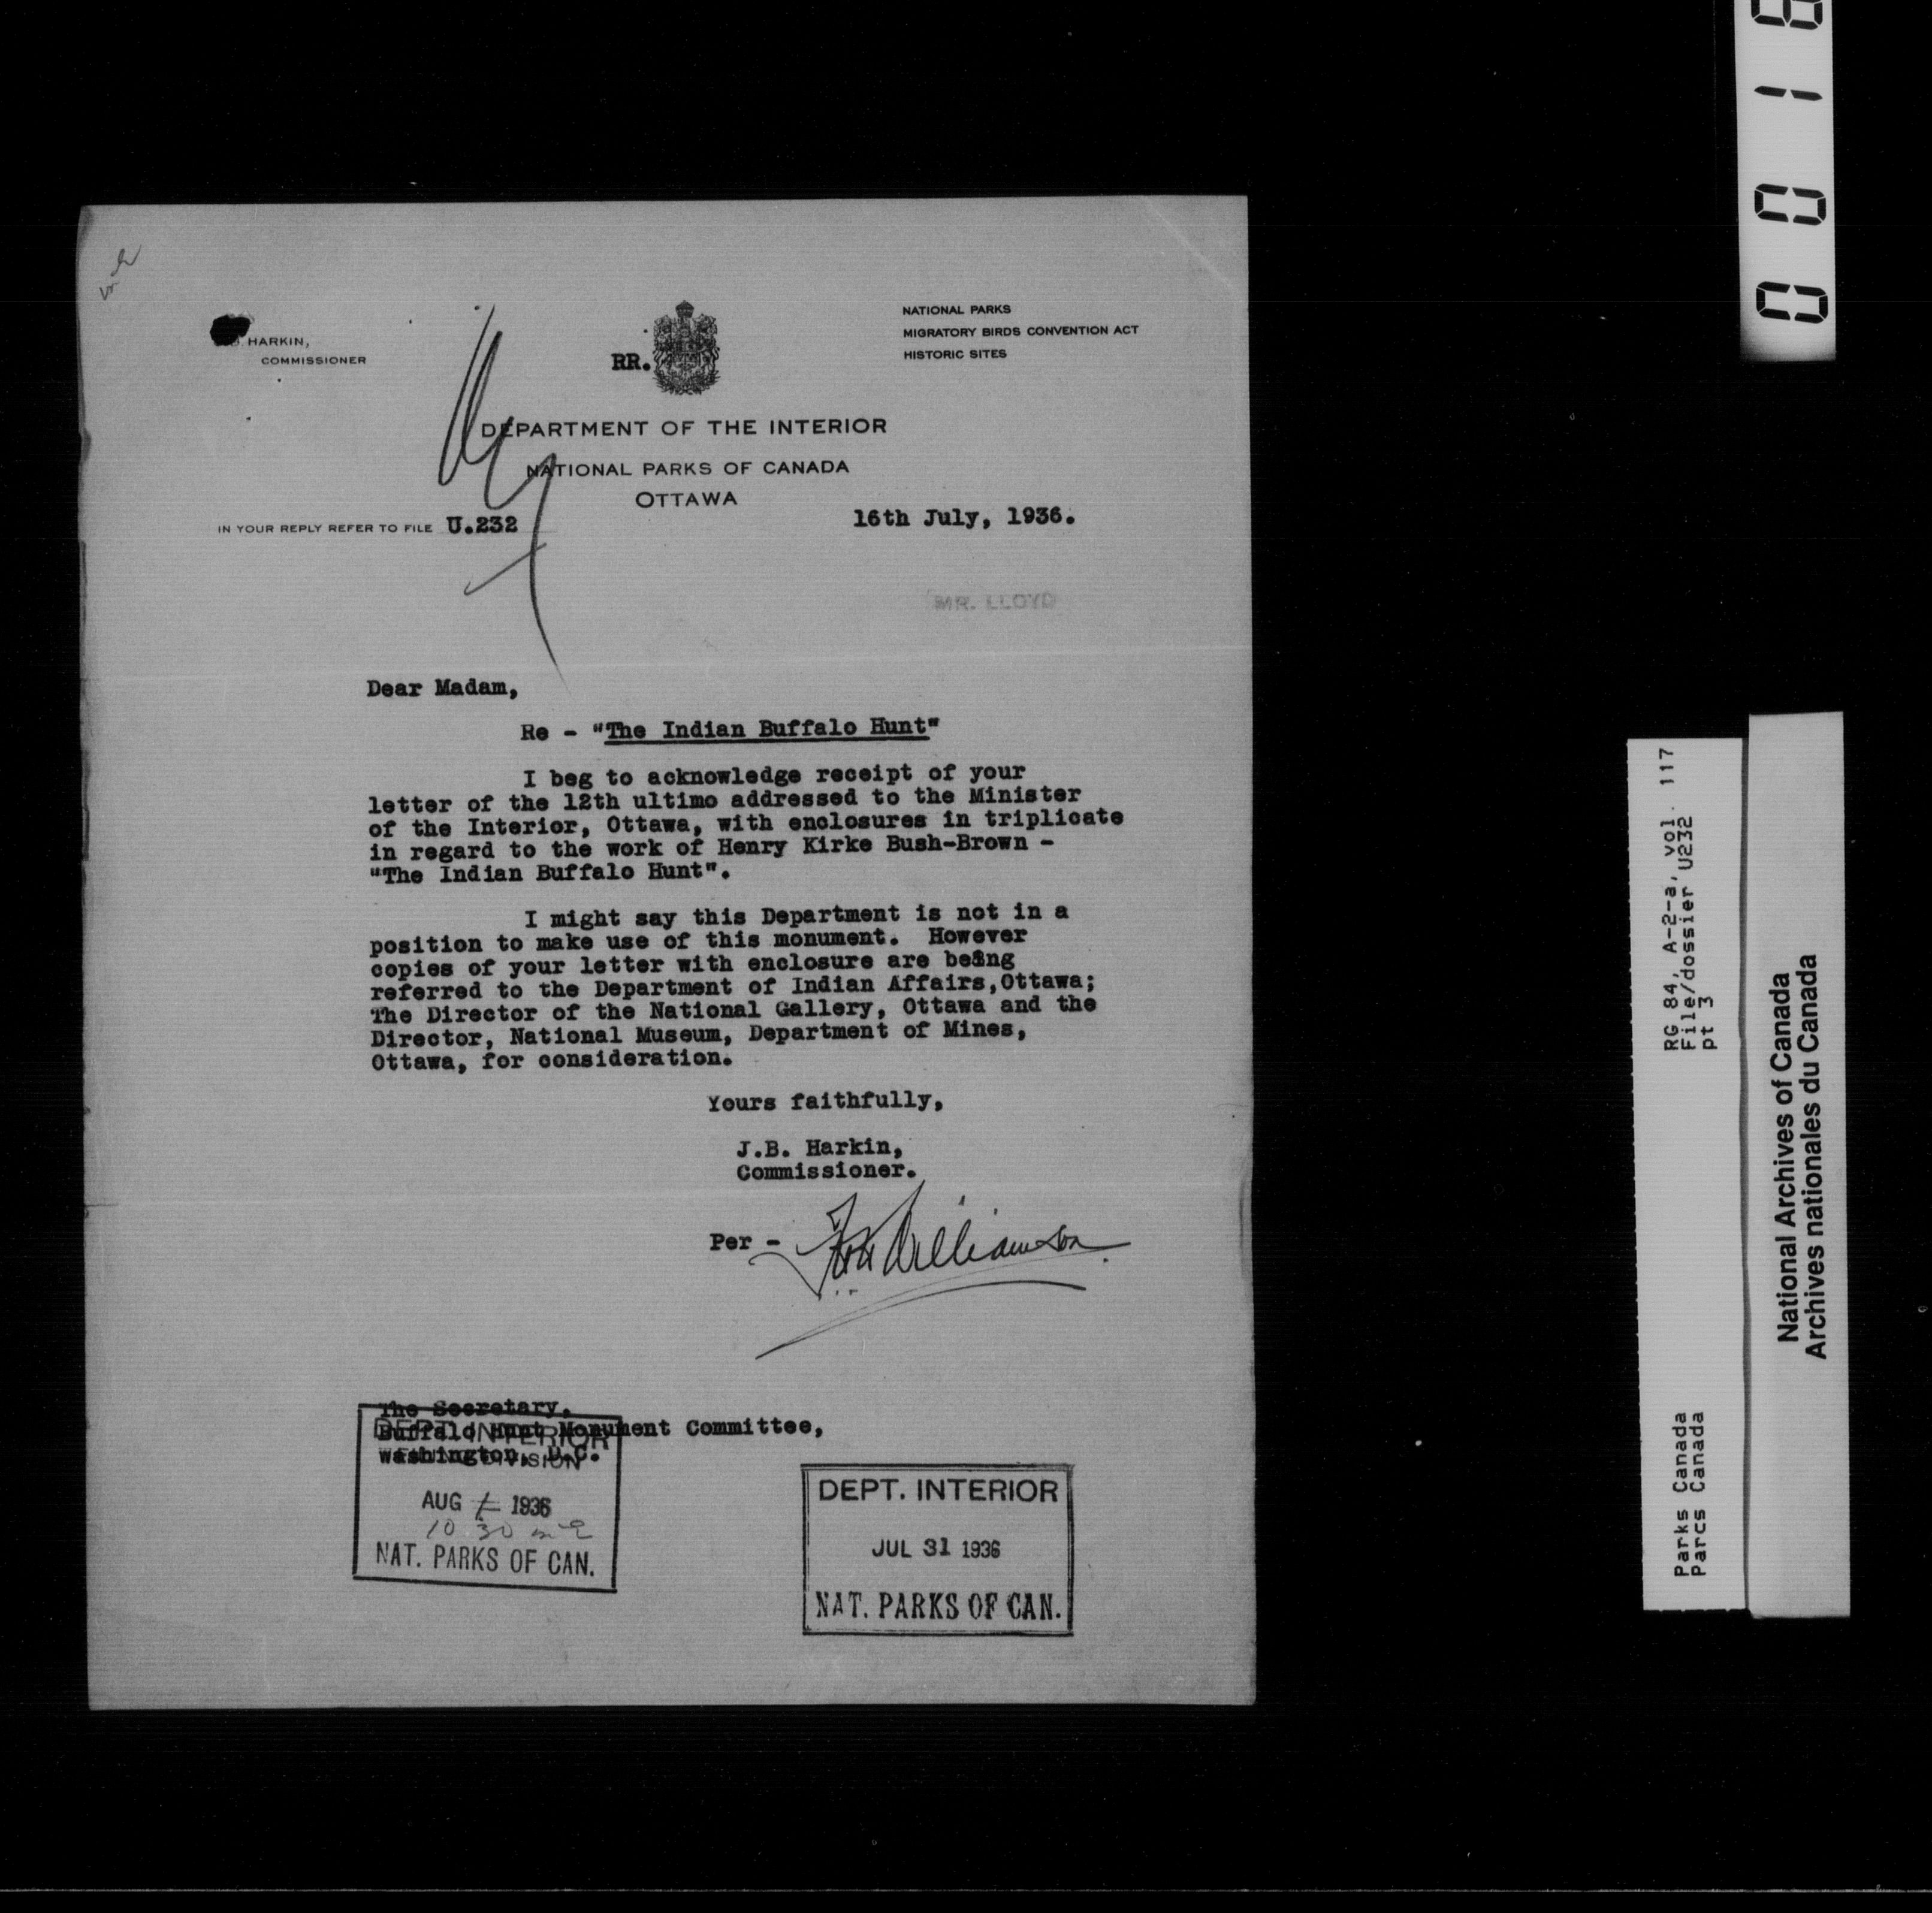 HARKIN,
COMMISSIONER
RR.
NATIONAL PARKS
MIGRATORY BIRDS CONVENTION ACT
HISTORIC SITES
DEPARTMENT OF THE INTERIOR
NATIONAL PARKS OF CANADA
OTTAWA
IN YOUR REPLY REFER TO FILE U.232
16th July, 1936.
MR. LLOYD
Dear Madam,
Re - "The Indian Buffalo Hunt"
I beg to acknowledge receipt of your
letter of the 12th ultimo addressed to the Minister
of the Interior, Ottawa, with enclosures in triplicate
in regard to the work of Henry Kirke Bush-Brown -
"The Indian Buffalo Hunt".
I might say this Department is not in a
position to make use of this monument. However
copies of your letter with enclosure are being
referred to the Department of Indian Affairs,Ottawa;
The Director of the National Gallery, Ottawa and the
Director, National Museum, Department of Mines,
Ottawa, for consideration.
Yours faithfully,
J.B. Harkin,
Commissioner.
Per - Williamson
The Secretary,
Buffalo Hunt Monument Committee,
Washington, D.C.
DEPT. INTERIOR
DIVISION
AUG 1936
10 30
NAT. PARKS OF CAN.
DEPT. INTERIOR
JUL 31 1936
NAT. PARKS OF CAN.
0018
RG 84, A-2-a, vol. 117
File/dossier U232
pt 3
Parks Canada
Parcs Canada
National Archives of Canada
Archives nationales du Canada